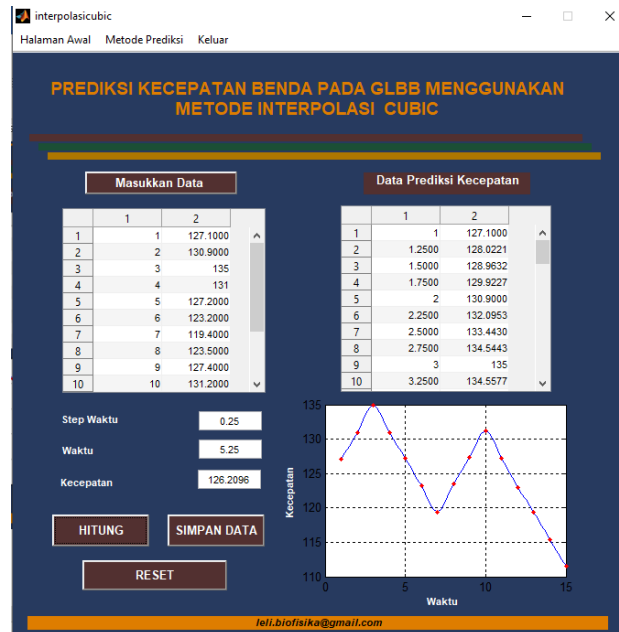 interpolasicubic
Halaman Awal Metode Prediksi Keluar
PREDIKSI KECEPATAN BENDA PADA GLBB MENGGUNAKAN
METODE INTERPOLASI CUBIC
Masukkan Data
1 2
1 1 127.1000
2 2 130.9000
3 3 135
4 4 131
5 5 127.2000
6 6 123.2000
7 7 119.4000
8 8 123.5000
9 9 127.4000
10 10 131.2000
Data Prediksi Kecepatan
1 2
1 1 127.1000
2 1.2500 128.0221
3 1.5000 128.9632
4 1.7500 129.9227
5 2 130.9000
6 2.2500 132.0953
7 2.5000 133.4430
8 2.7500 134.5443
9 3 135
10 3.2500 134.5577
Step Waktu 0.25
Waktu 5.25
Kecepatan 126.2096
HITUNG SIMPAN DATA
RESET
135
130
125
120
115
110
0 5 10 15
Kecepatan
Waktu
leli.biofisika@gmail.com